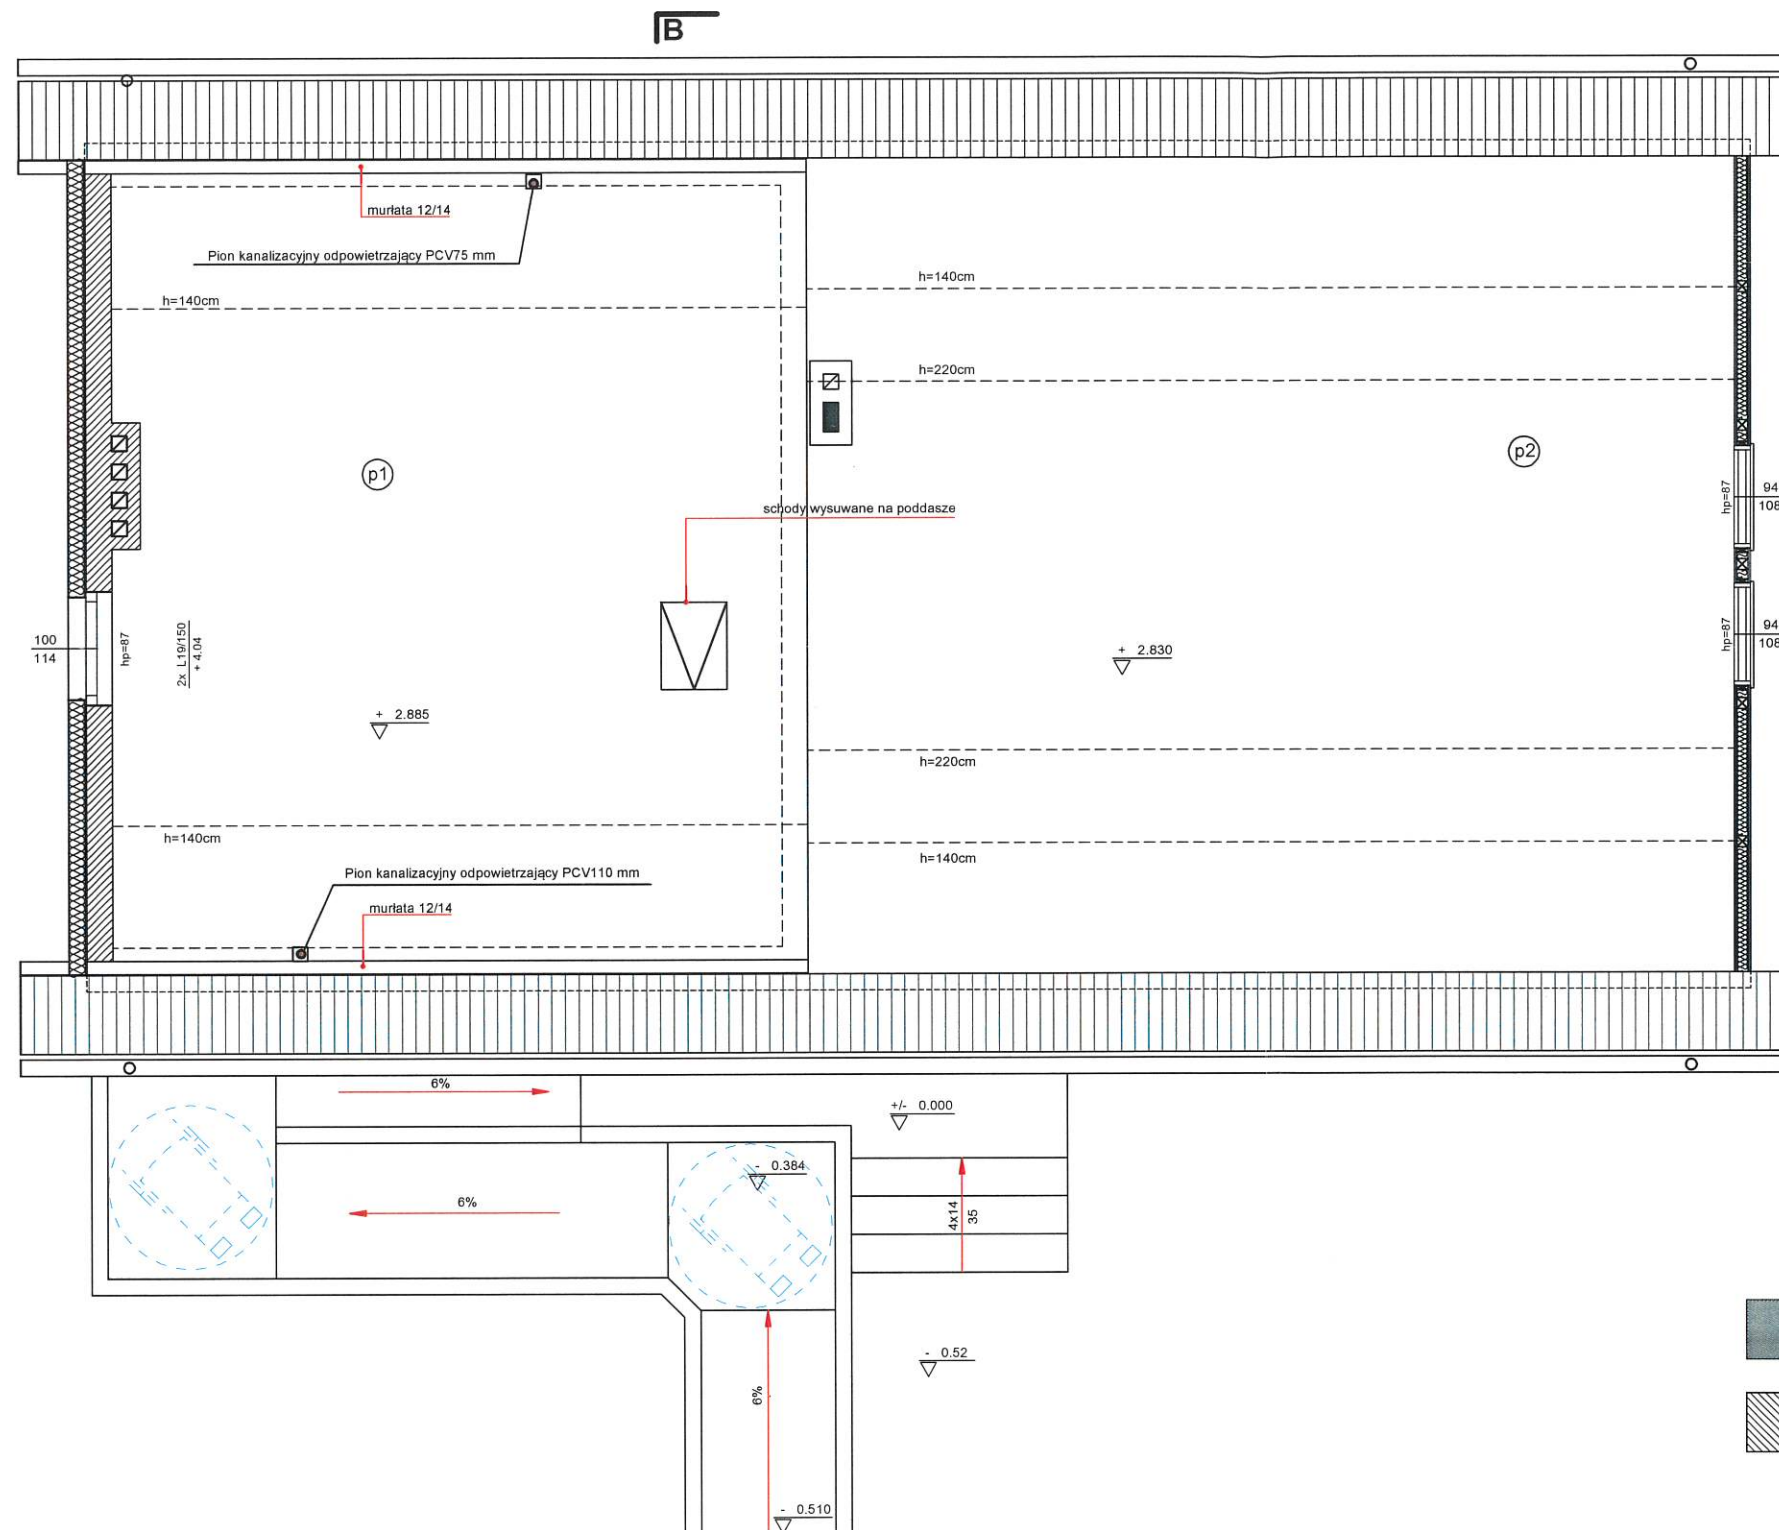 B
murłata 12/14
Pion kanalizacyjny odpowietrzający PCV75 mm
h=140cm
h=140cm
h=220cm
p1
p2
schody wysuwane na poddasze
hp=87
94
108
100
114
hp=87
2x L19/150
+ 4.04
hp=87
94
108
+ 2.830
+ 2.885
h=220cm
h=140cm
h=140cm
Pion kanalizacyjny odpowietrzający PCV110 mm
murłata 12/14
6%
+/- 0.000
- 0.384
6%
4x14
35
- 0.52
6%
- 0.510